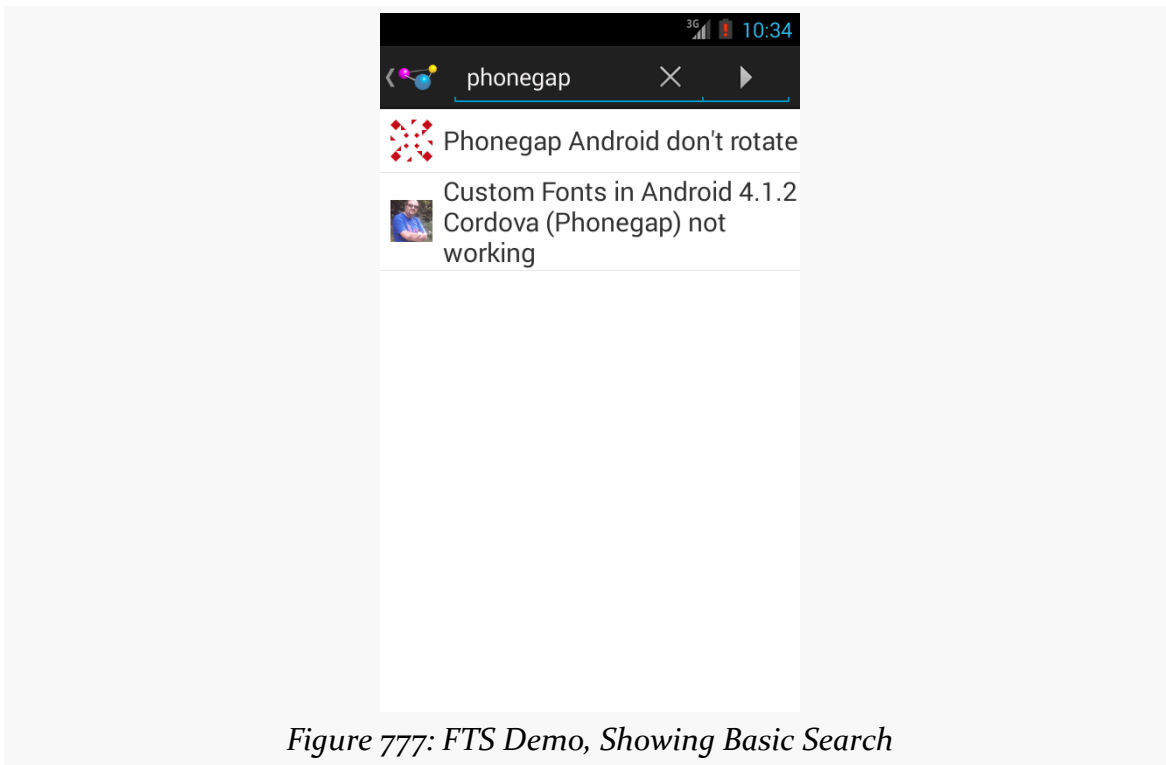 3G 10:34
phonegap
Phonegap Android don't rotate
Custom Fonts in Android 4.1.2
Cordova (Phonegap) not
working
Figure 777: FTS Demo, Showing Basic Search